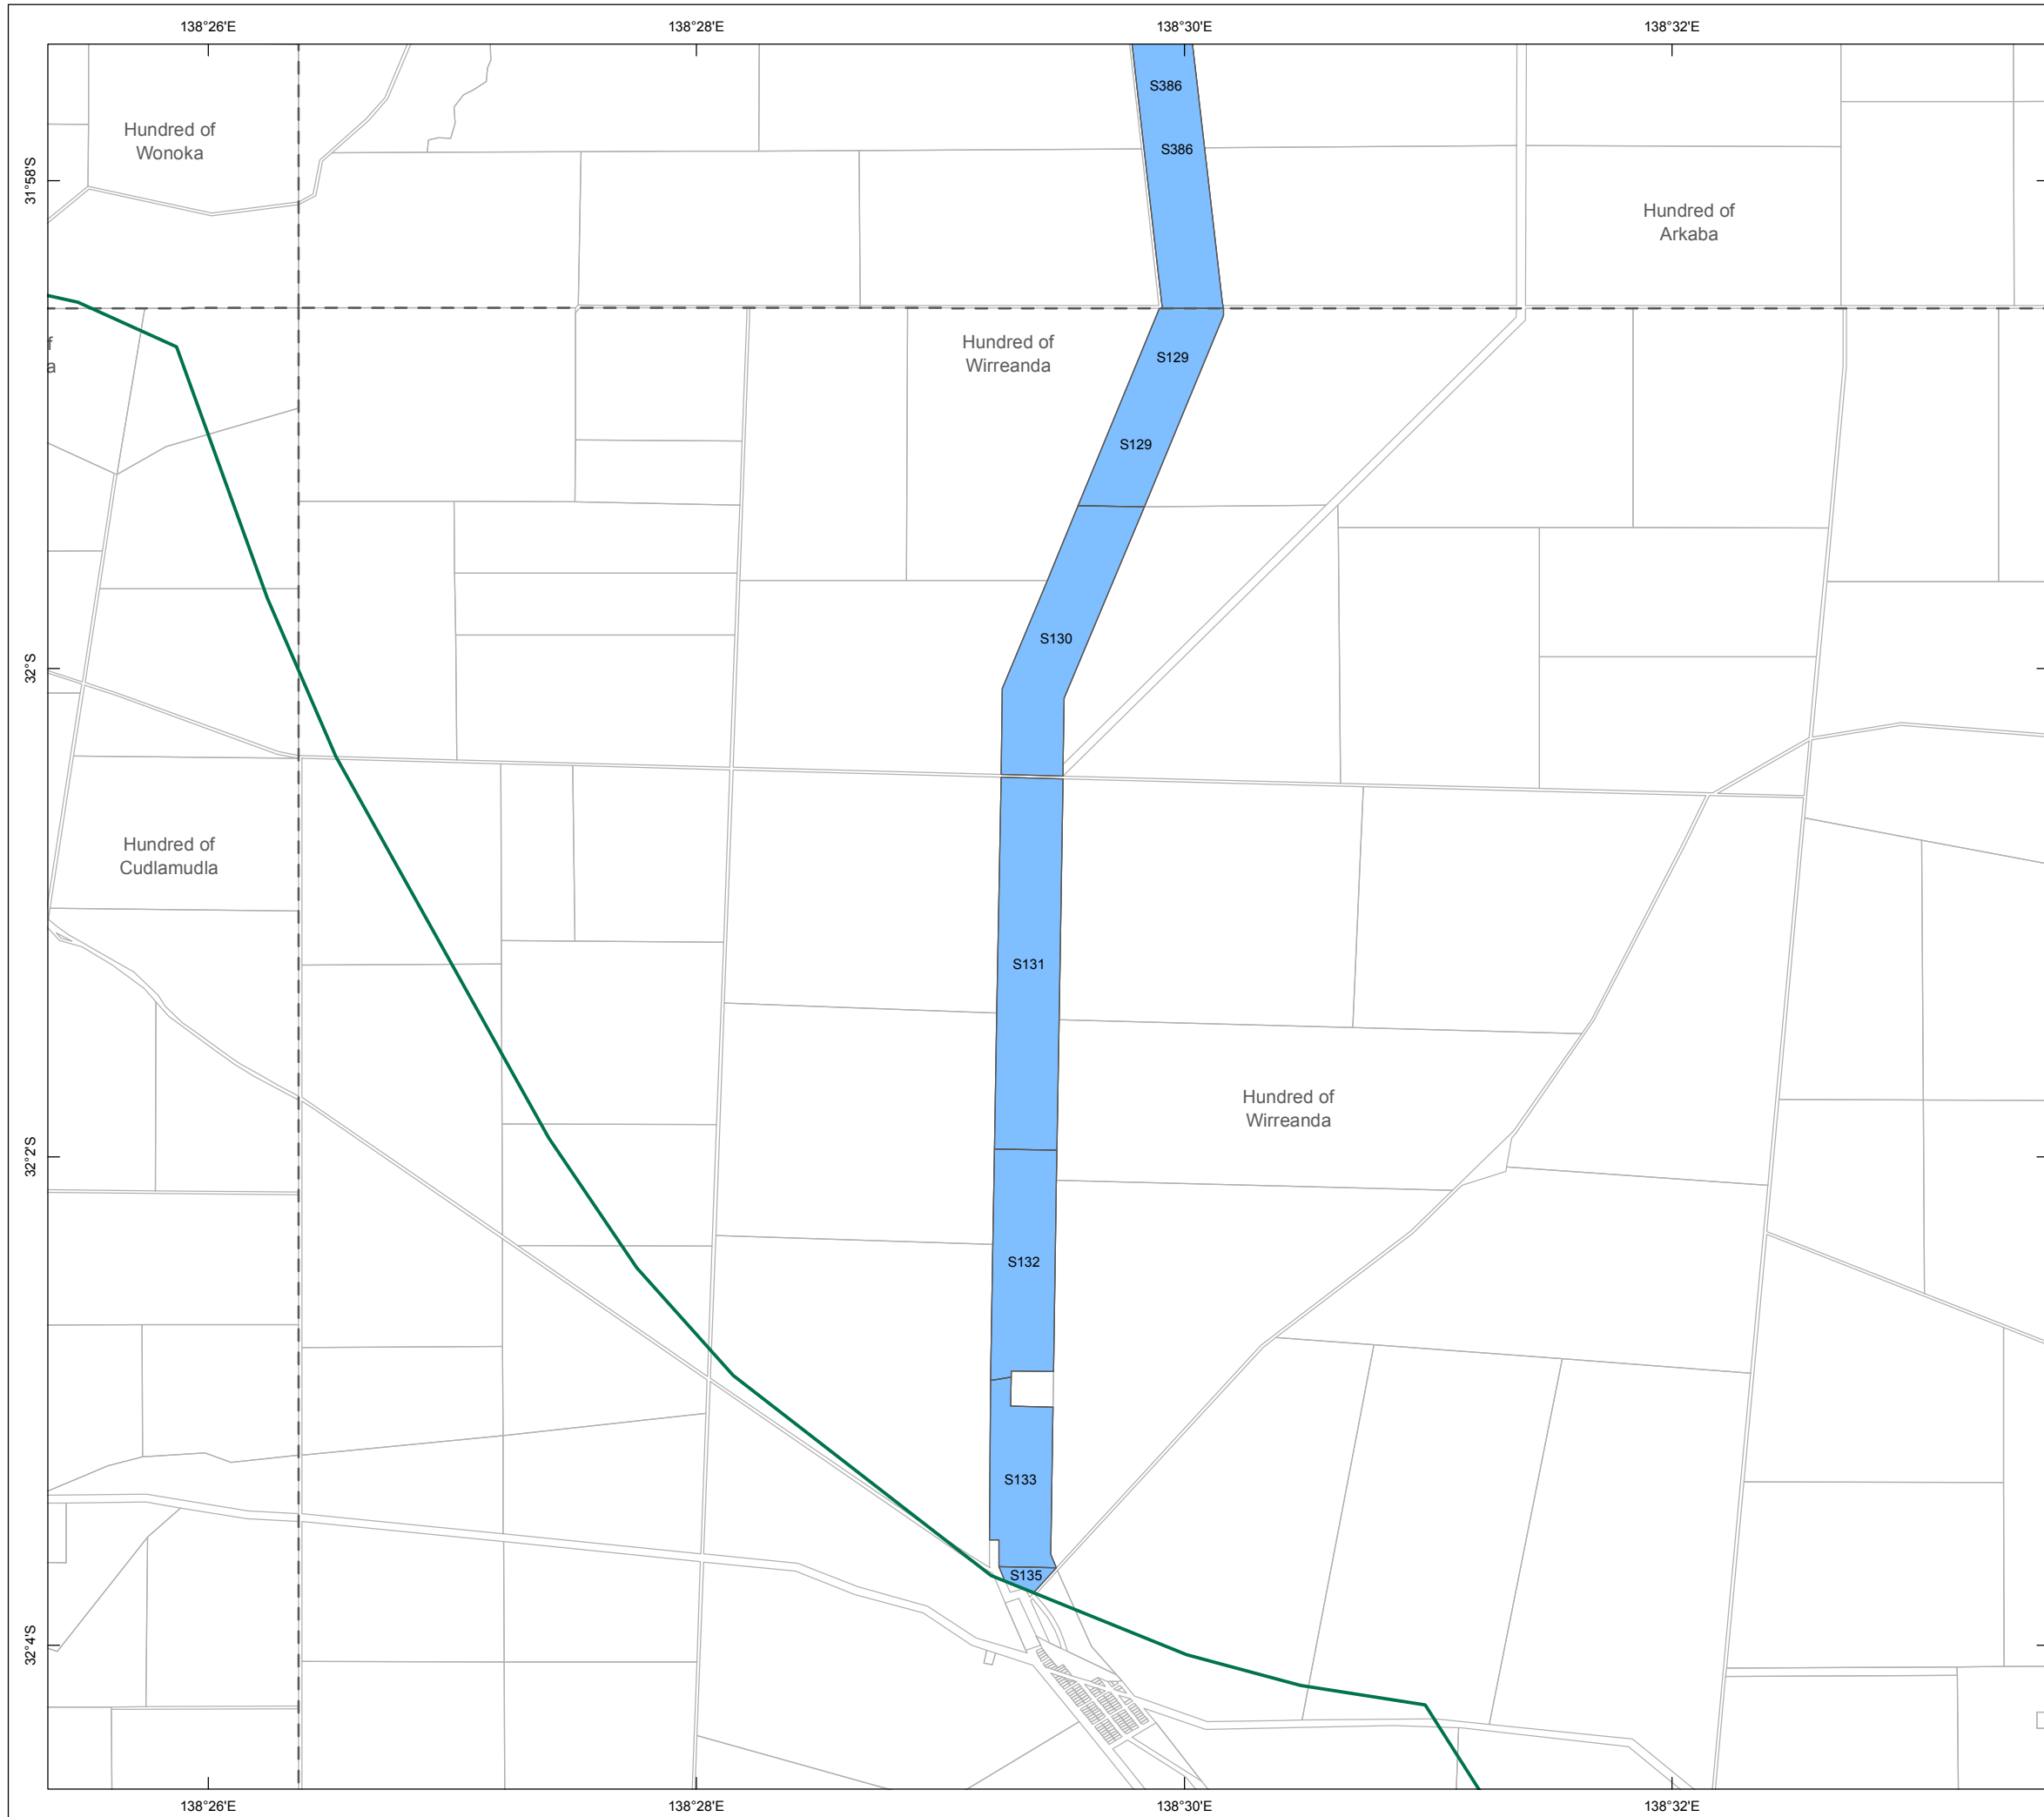 138°26'E
138°28'E
138°30'E
138°32'E
S386
Hundred of
Wonoka
S386
31°58'S
Hundred of
Arkaba
f
a
Hundred of
Wirreanda
S129
S129
S130
32°S
Hundred of
Cudlamudla
S131
Hundred of
Wirreanda
32°2'S
S132
S133
S135
32°4'S
138°26'E
138°28'E
138°30'E
138°32'E